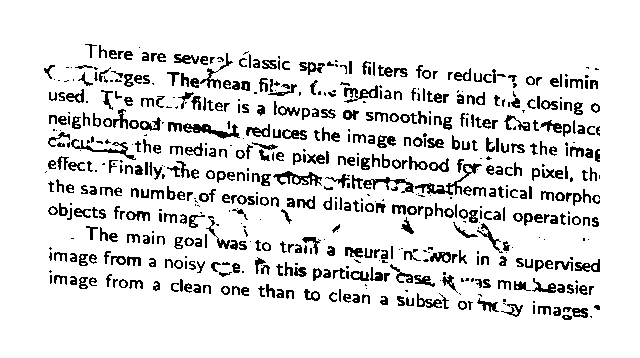 There are several classic spatial filters for reducing or elimin
images. The mean filter, the median filter and the closing o
used. The mean filter is a lowpass or smoothing filter that replace
neighborhood mean. It reduces the image noise but blurs the imag
calculates the median of the pixel neighborhood for each pixel, th
effect. Finally, the opening closing filter is a mathematical morpho
the same number of erosion and dilation morphological operations
objects from images.
The main goal was to train a neural network in a supervised
image from a noisy one. In this particular case, it was much easier
image from a clean one than to clean a subset of noisy images.